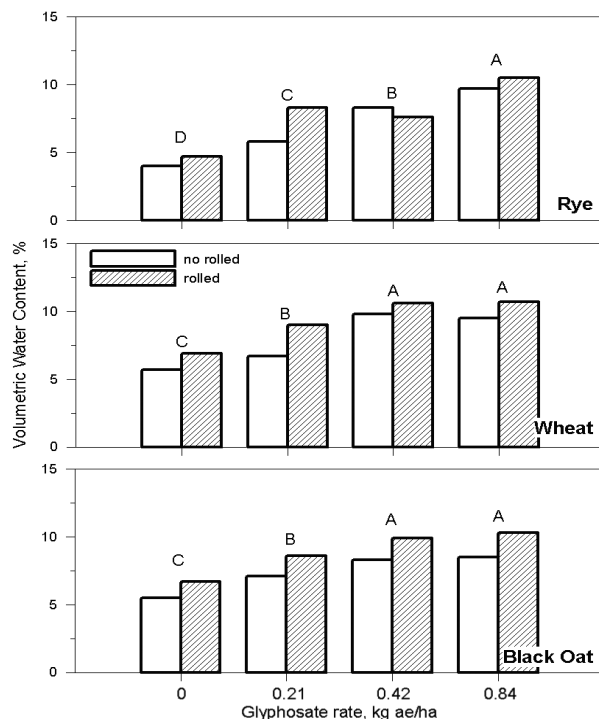 15
A
10
B
C
5
D
0
Rye
15
no rolled
rolled
A
A
10
B
C
5
0
Wheat
15
A
A
10
B
C
5
0
Black Oat
0
0.21
0.42
0.84
Glyphosate rate, kg ae/ha
Volumetric Water Content, %